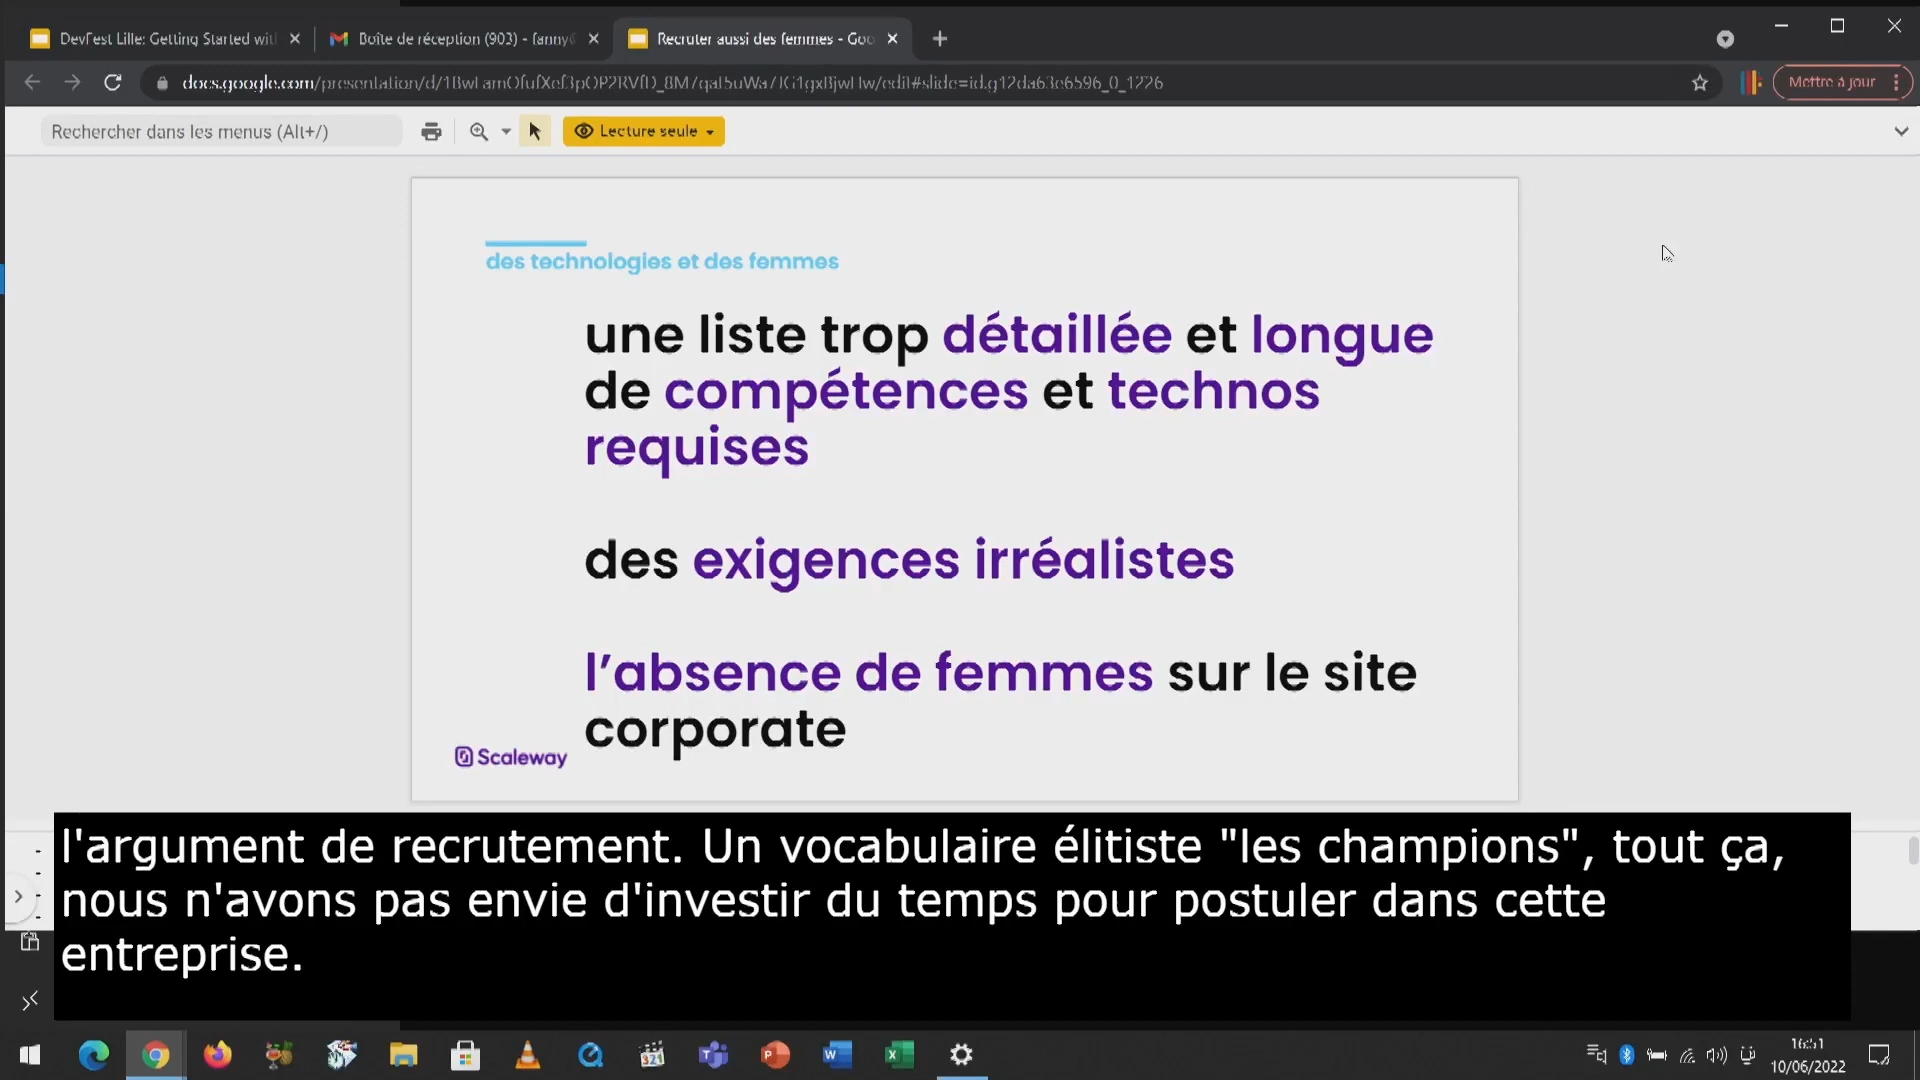 DevFest Lille: Getting Started wit
Boîte de réception (903) - fanny
Recruter aussi des femmes - Goo
Mettre à jour
Rechercher dans les menus (Alt+/)
Lecture seule
des technologies et des femmes
une liste trop détaillée et longue
de compétences et technos
requises
des exigences irréalistes
l'absence de femmes sur le site
corporate
Scaleway
l'argument de recrutement. Un vocabulaire élitiste "les champions", tout ça,
nous n'avons pas envie d'investir du temps pour postuler dans cette
entreprise.
16:51
10/06/2022